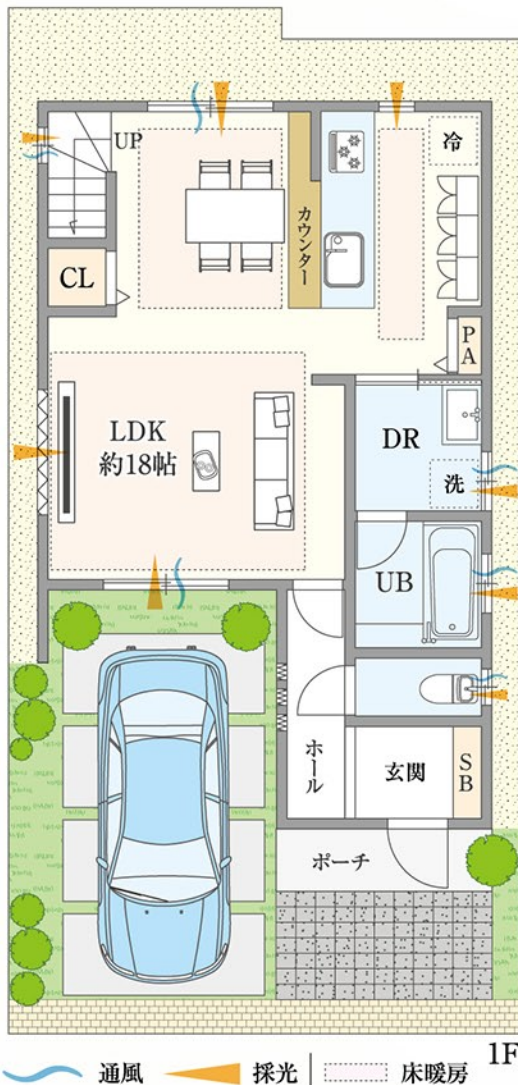 UP
冷
カウンター
CL
PA
LDK
約18帖
DR
洗
UB
ホール
玄関
SB
ポーチ
1F
通風
採光
床暖房